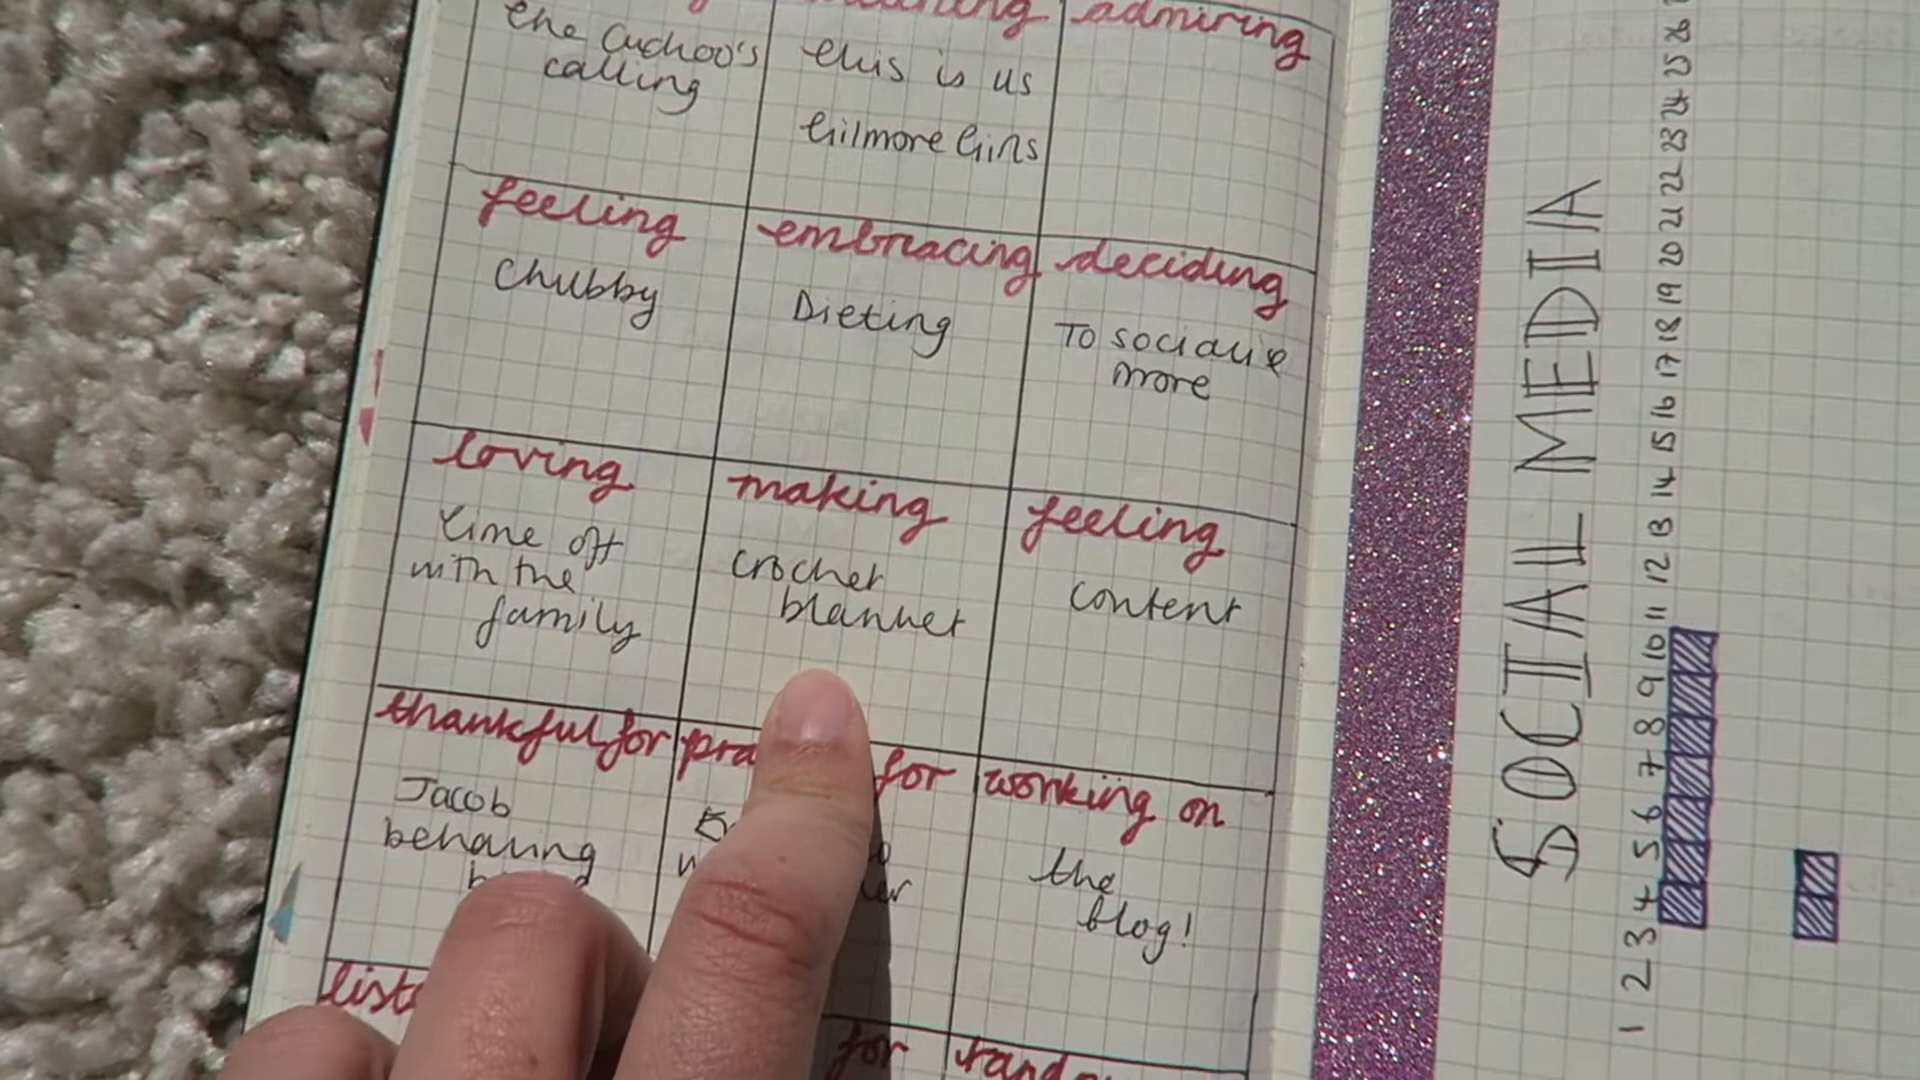 admiring
the Cuckoo's
calling
this is us
Gilmore Girls
feeling
embracing
deciding
Chubby
Dieting
To socialise
more
loving
making
feeling
time off
with the
family
crochet
blanket
content
thankful for
for
working on
Jacob
behaving
the
blog!
for
SOCIAL MEDIA
1 2 3 4 5 6 7 8 9 10 11 12 13 14 15 16 17 18 19 20 21 22 23 24 25 26